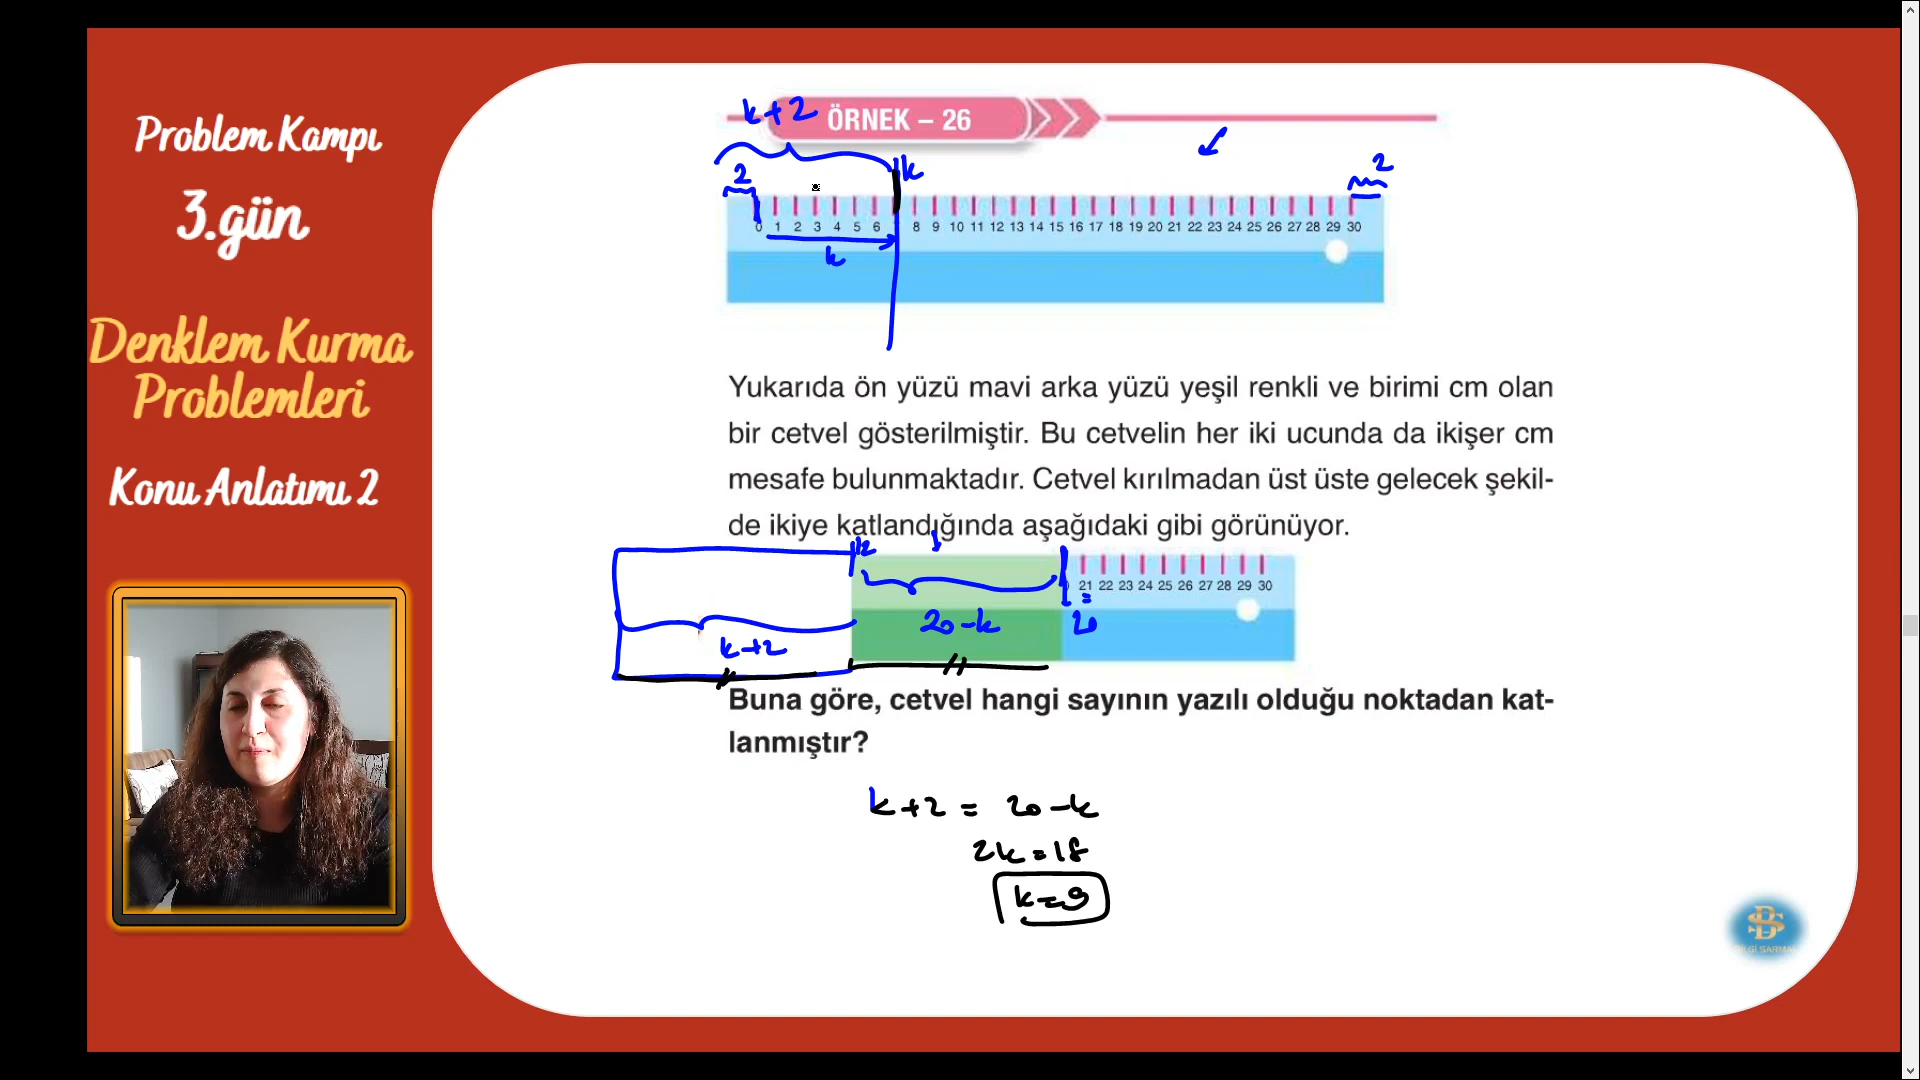 Problem Kampı
3.gün
Denklem Kurma
Problemleri
Konu Anlatımı 2
k+2
ÖRNEK – 26
2
k
2
0 1 2 3 4 5 6 8 9 10 11 12 13 14 15 16 17 18 19 20 21 22 23 24 25 26 27 28 29 30
k
Yukarıda ön yüzü mavi arka yüzü yeşil renkli ve birimi cm olan
bir cetvel gösterilmiştir. Bu cetvelin her iki ucunda da ikişer cm
mesafe bulunmaktadır. Cetvel kırılmadan üst üste gelecek şekil-
de ikiye katlandığında aşağıdaki gibi görünüyor.
k
21 22 23 24 25 26 27 28 29 30
k+2
20-k
20
Buna göre, cetvel hangi sayının yazılı olduğu noktadan kat-
lanmıştır?
k+2 = 20-k
2k=18
k=9